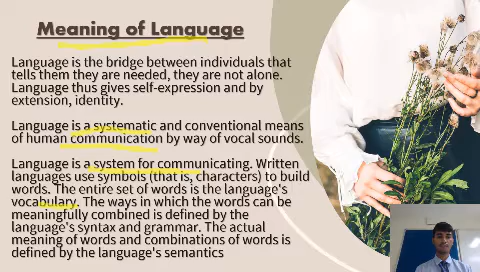 Meaning of Language
Language is the bridge between individuals that
tells them they are needed, they are not alone.
Language thus gives self-expression and by
extension, identity.
Language is a systematic and conventional means
of human communication by way of vocal sounds.
Language is a system for communicating. Written
languages use symbols (that is, characters) to build
words. The entire set of words is the language's
vocabulary. The ways in which the words can be
meaningfully combined is defined by the
language's syntax and grammar. The actual
meaning of words and combinations of words is
defined by the language's semantics